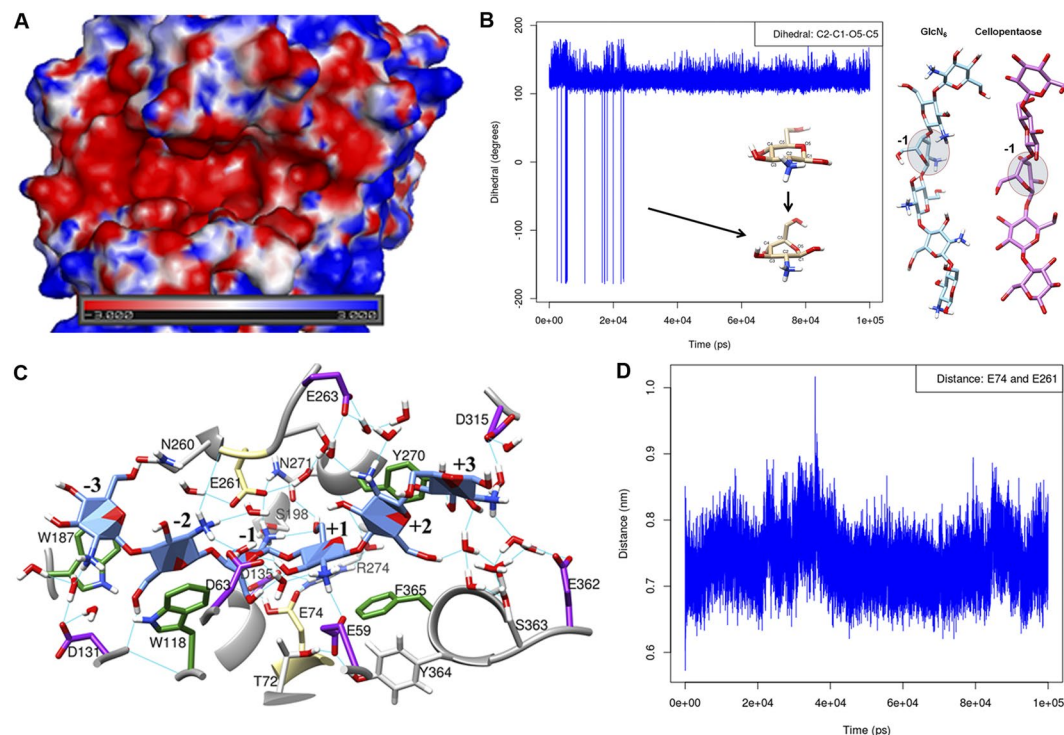 A
-3.000
3.000
B
Dihedral: C2-C1-O5-C5
Dihedral (degrees)
200
100
0
-100
-200
0e+00
2e+04
4e+04
6e+04
8e+04
1e+05
Time (ps)
GlcN6
Cellopentaose
-1
-1
C
E263
D315
N260
N271
Y270
+3
E261
-3
-2
S198
+2
-1
+1
W187
D63
D135
R274
E74
F365
E362
W118
E59
S363
D131
T72
Y364
D
Distance: E74 and E261
Distance (nm)
1.0
0.9
0.8
0.7
0.6
0e+00
2e+04
4e+04
6e+04
8e+04
1e+05
Time (ps)